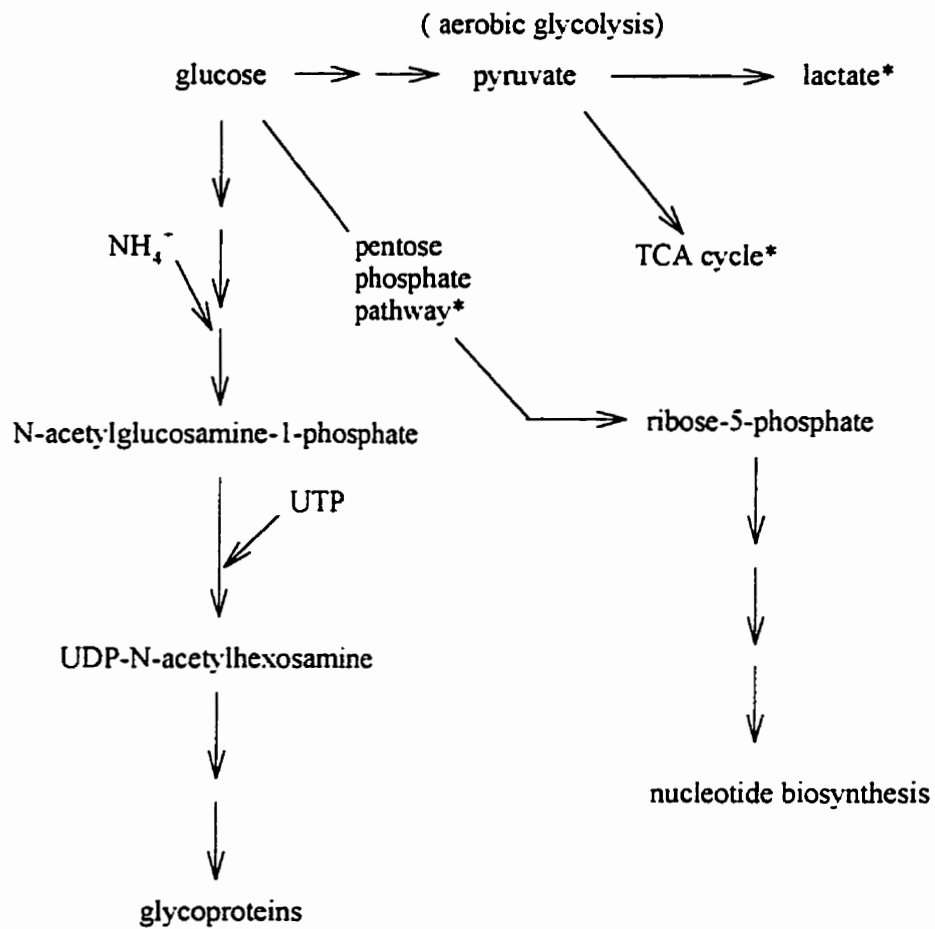 ( aerobic glycolysis)
glucose
pyruvate
lactate*
NH₄⁺
pentose
phosphate
pathway*
TCA cycle*
N-acetylglucosamine-1-phosphate
ribose-5-phosphate
UTP
UDP-N-acetylhexosamine
nucleotide biosynthesis
glycoproteins